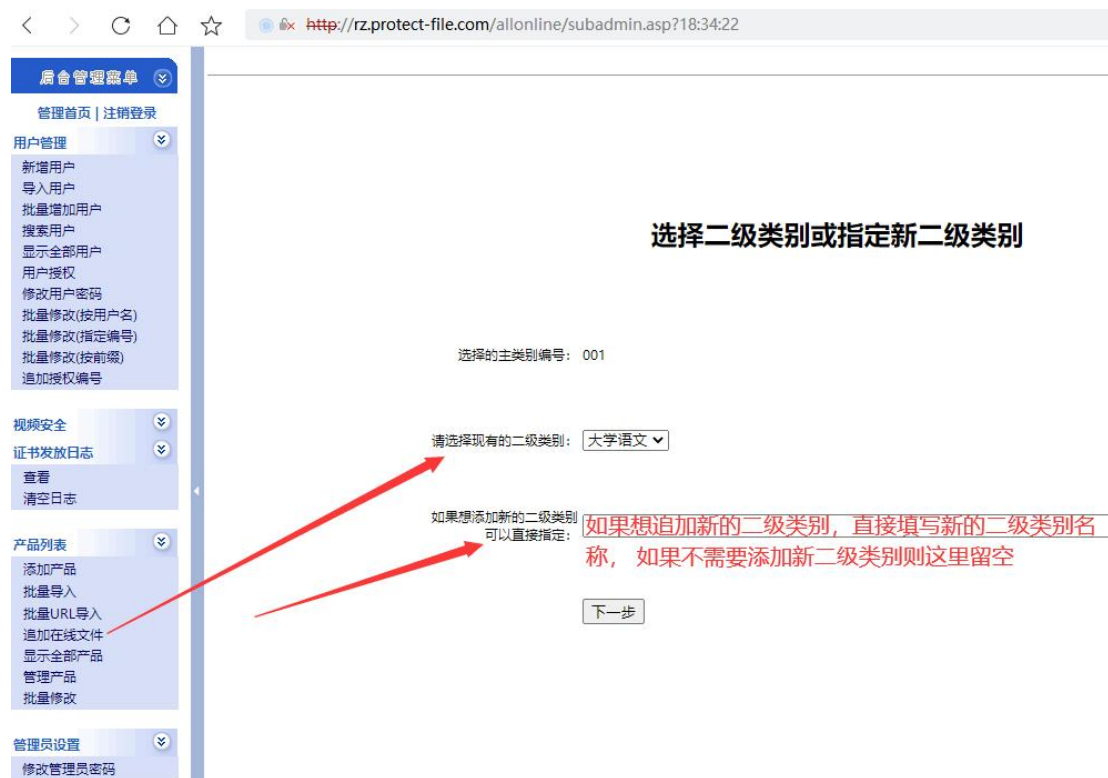 http://rz.protect-file.com/allonline/subadmin.asp?18:34:22
后台管理菜单
管理首页 | 注销登录
用户管理
新增用户
导入用户
批量增加用户
搜索用户
显示全部用户
用户授权
修改用户密码
批量修改(按用户名)
批量修改(指定编号)
批量修改(按前缀)
追加授权编号
视频安全
证书发放日志
查看
清空日志
产品列表
添加产品
批量导入
批量URL导入
追加在线文件
显示全部产品
管理产品
批量修改
管理员设置
修改管理员密码
选择二级类别或指定新二级类别
选择的主类别编号： 001
请选择现有的二级类别： 大学语文
如果想添加新的二级类别
可以直接指定：
如果想追加新的二级类别，直接填写新的二级类别名
称， 如果不需要添加新二级类别则这里留空
下一步